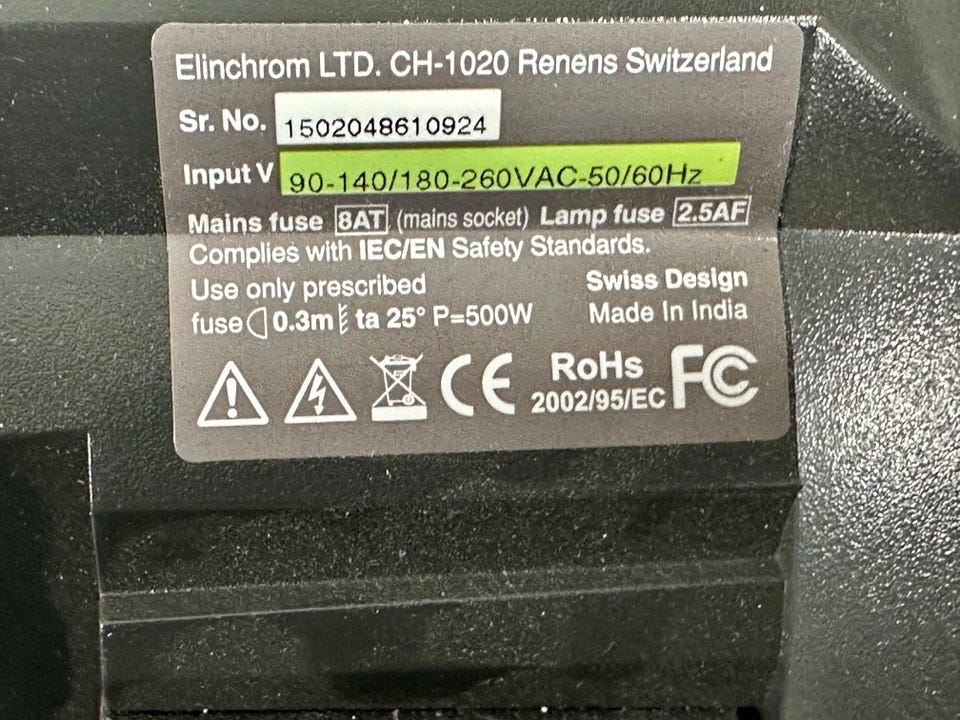 Elinchrom LTD. CH-1020 Renens Switzerland
Sr. No. 1502048610924
Input V 90-140/180-260VAC-50/60Hz
Mains fuse 8AT (mains socket) Lamp fuse 2.5AF
Complies with IEC/EN Safety Standards.
Use only prescribed Swiss Design
fuse 0.3m ta 25° P=500W Made In India
CE RoHs FC
2002/95/EC